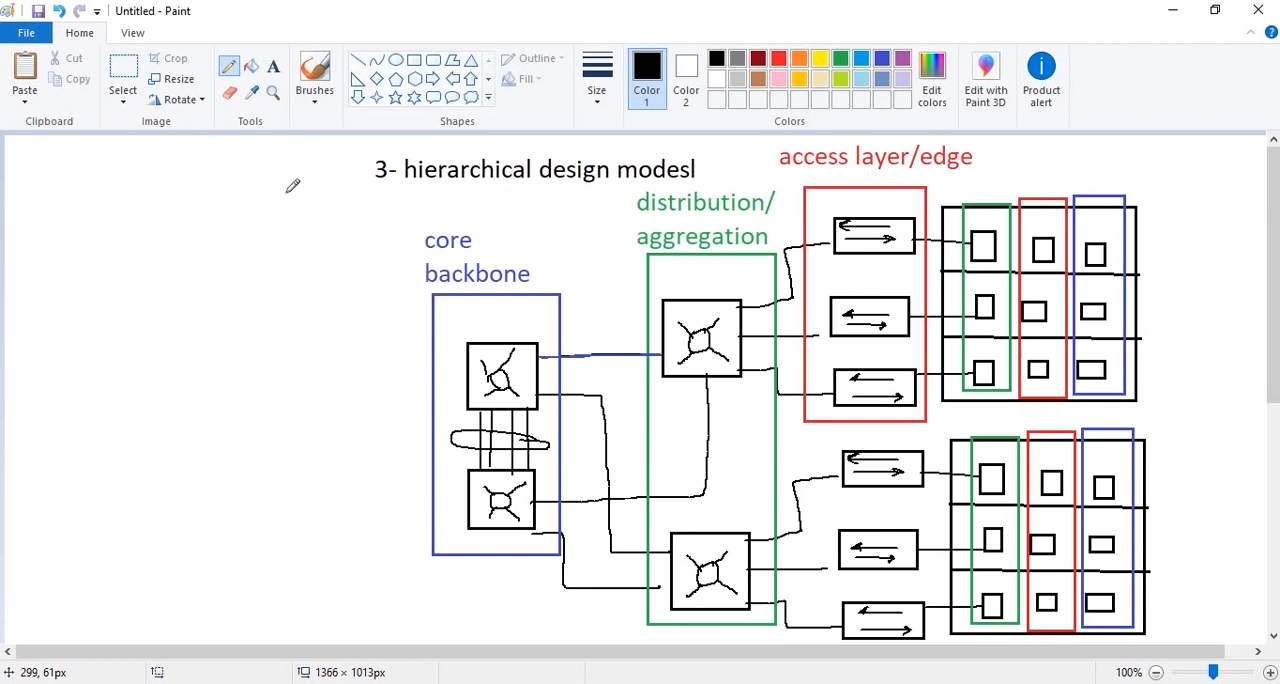 Untitled - Paint
File
Home
View
Paste
Cut
Copy
Clipboard
Select
Crop
Resize
Rotate
Image
A
Tools
Brushes
Outline
Fill
Shapes
Size
Color
1
Color
2
Edit
colors
Colors
Edit with
Paint 3D
Product
alert
3- hierarchical design modesl
access layer/edge
distribution/
aggregation
core
backbone
299, 61px
1366 × 1013px
100%